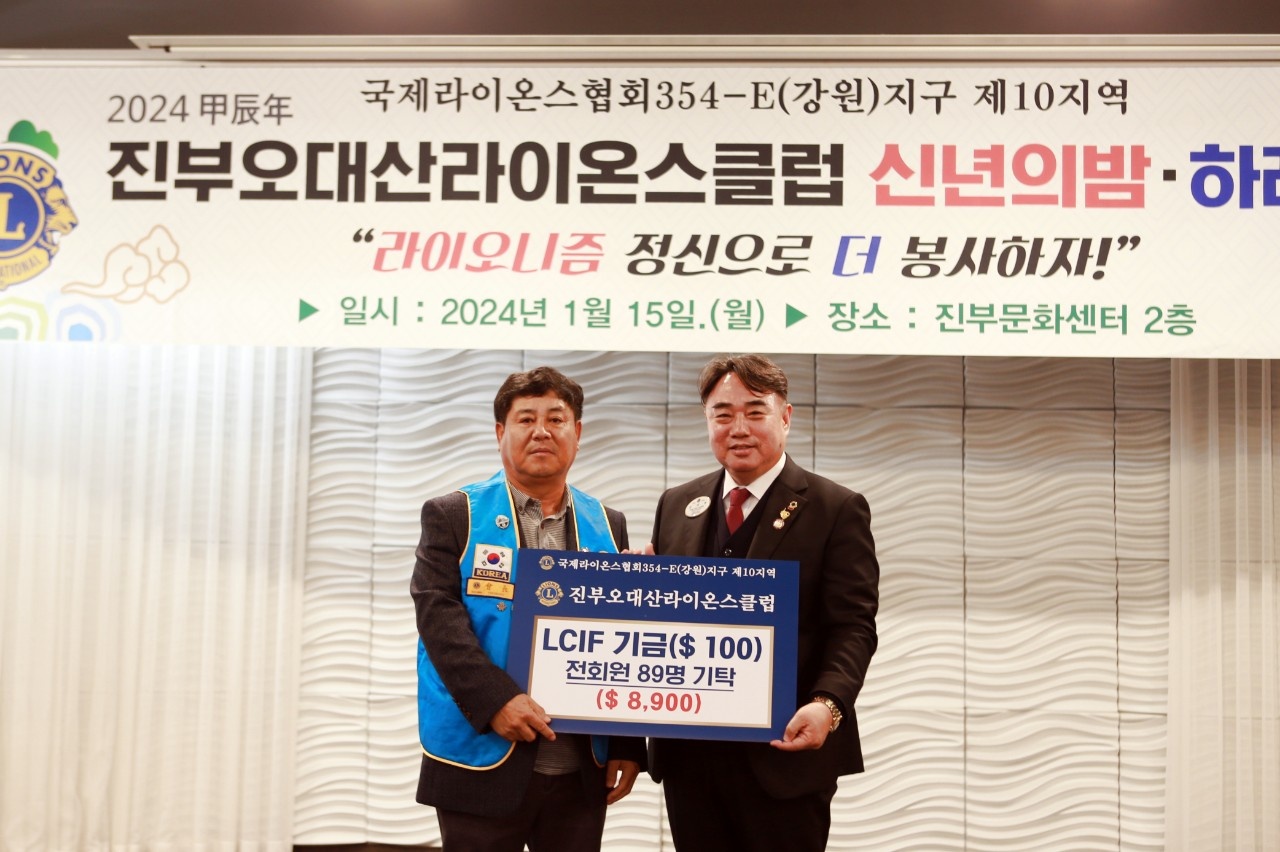 2024 甲辰年
국제라이온스협회354-E(강원)지구 제10지역
진부오대산라이온스클럽 신년의밤·하
“라이오니즘 정신으로 더 봉사하자!”
▶ 일시 : 2024년 1월 15일.(월) ▶ 장소 : 진부문화센터 2층
L
KOREA
국제라이온스협회354-E(강원)지구 제10지역
L
진부오대산라이온스클럽
LCIF 기금($ 100)
전회원 89명 기탁
($ 8,900)